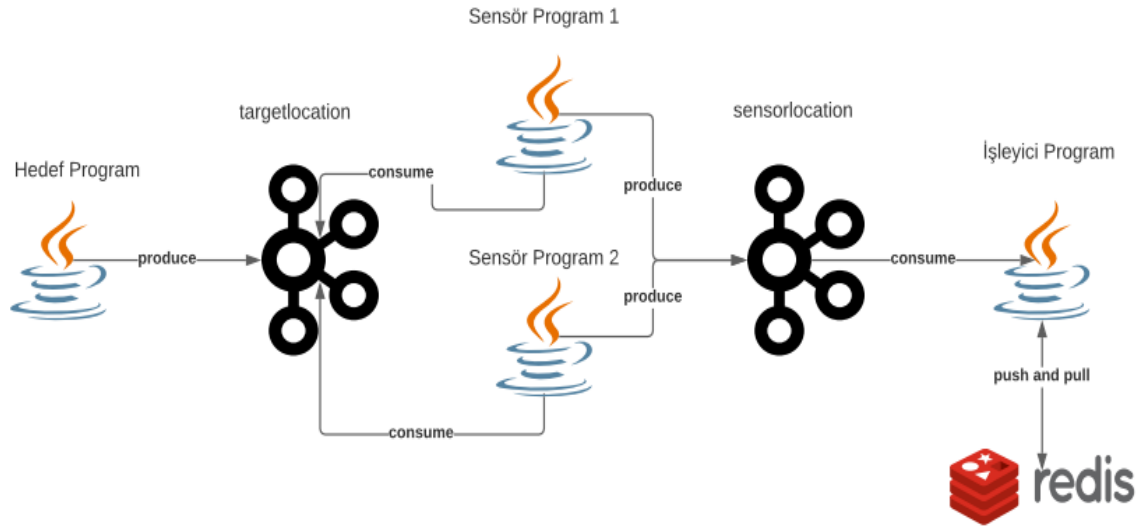 Sensör Program 1
targetlocation
sensorlocation
Hedef Program
consume
produce
İşleyici Program
produce
Sensör Program 2
consume
produce
push and pull
consume
redis